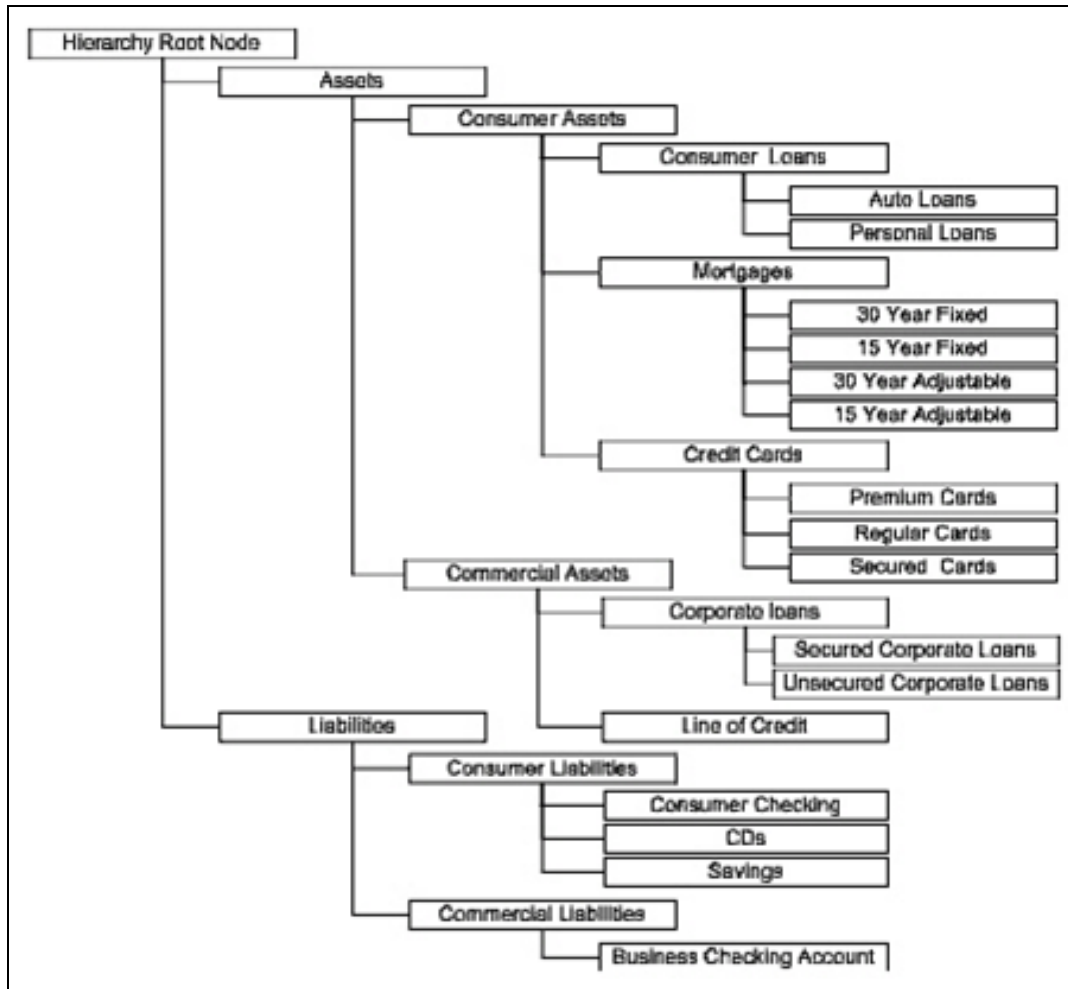 Hierarchy Root Node
Assets
Consumer Assets
Consumer Loans
Auto Loans
Personal Loans
Mortgages
30 Year Fixed
15 Year Fixed
30 Year Adjustable
15 Year Adjustable
Credit Cards
Premium Cards
Regular Cards
Secured Cards
Commercial Assets
Corporate loans
Secured Corporate Loans
Unsecured Corporate Loans
Liabilities
Line of Credit
Consumer Liabilities
Consumer Checking
CDs
Savings
Commercial Liabilities
Business Checking Account